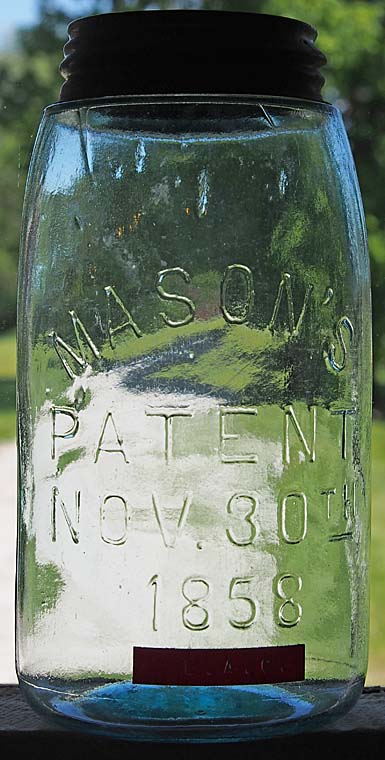 MASON'S
PATENT
NOV. 30TH
1858
L.A.C.